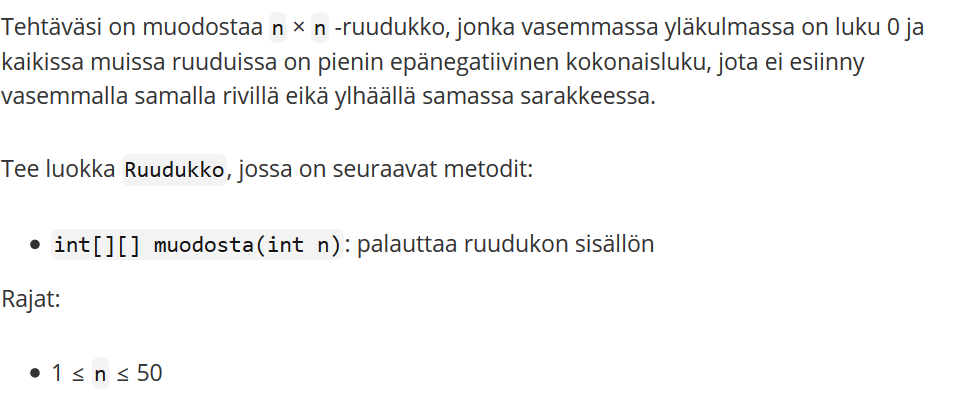 Tehtäväsi on muodostaa n × n -ruudukko, jonka vasemmassa yläkulmassa on luku 0 ja
kaikissa muissa ruuduissa on pienin epänegatiivinen kokonaisluku, jota ei esiinny
vasemmalla samalla rivillä eikä ylhäällä samassa sarakkeessa.
Tee luokka Ruudukko, jossa on seuraavat metodit:
• int[][] muodosta(int n): palauttaa ruudukon sisällön
Rajat:
• 1 ≤ n ≤ 50